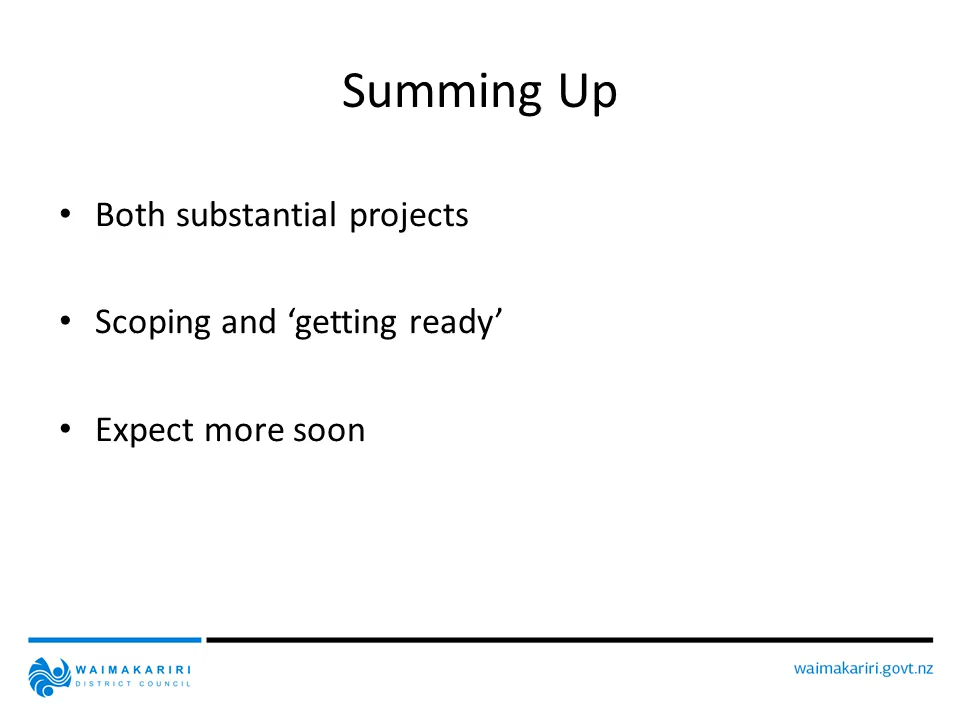 Summing Up
• Both substantial projects
• Scoping and ‘getting ready’
• Expect more soon
WAIMAKARIRI
DISTRICT COUNCIL
waimakariri.govt.nz